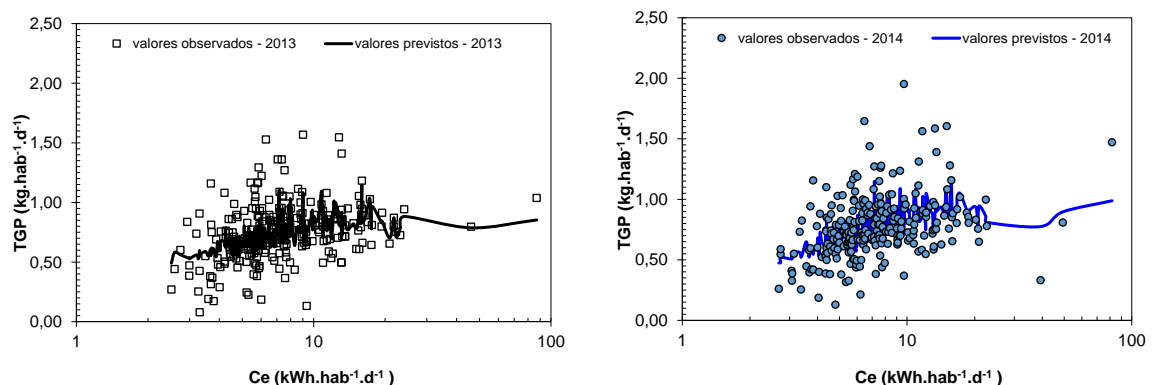 2,50
2,00
1,50
1,00
0,50
0,00
TGP (kg.hab⁻¹.d⁻¹)
valores observados - 2013
valores previstos - 2013
1 10 100
Ce (kWh.hab⁻¹.d⁻¹ )
2,50
2,00
1,50
1,00
0,50
0,00
TGP (kg.hab⁻¹.d⁻¹)
valores observados - 2014
valores previstos - 2014
1 10 100
Ce (kWh.hab⁻¹.d⁻¹ )